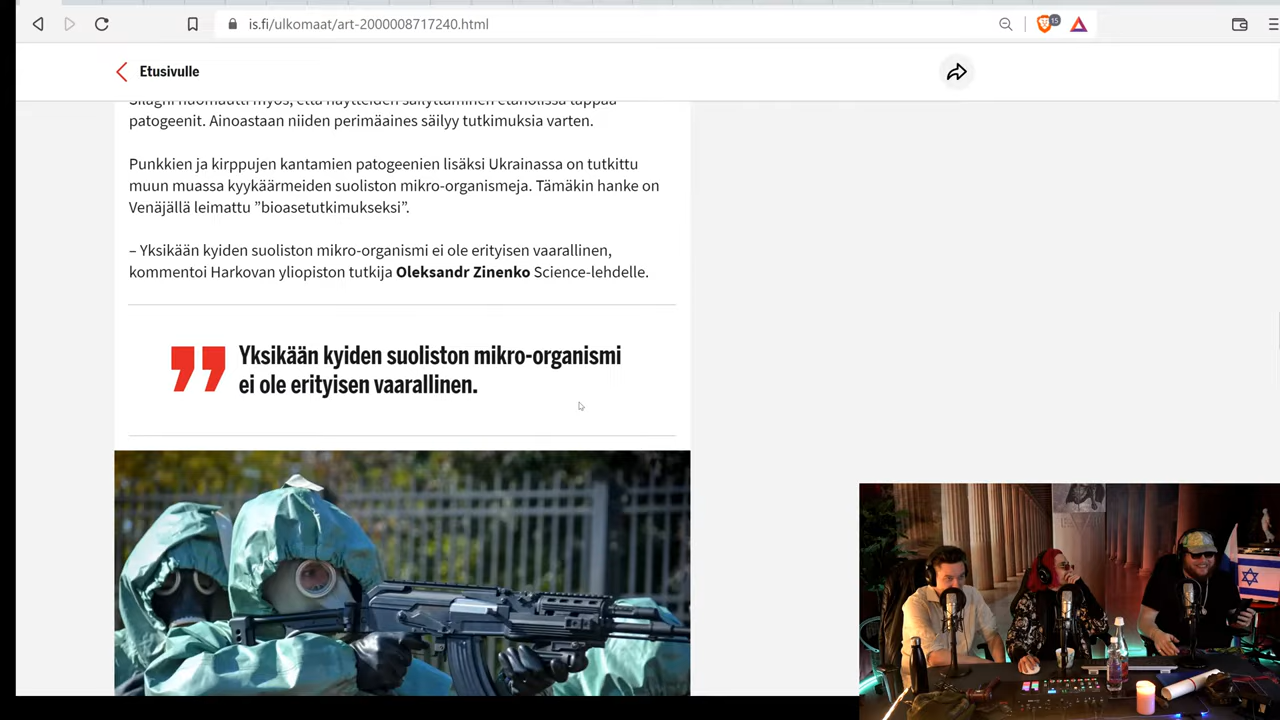 is.fi/ulkomaat/art-2000008717240.html
15
Etusivulle
patogeenit. Ainoastaan niiden perimäaines säilyy tutkimuksia varten.
Punkkien ja kirppujen kantamien patogeenien lisäksi Ukrainassa on tutkittu
muun muassa kyykäärmeiden suoliston mikro-organismeja. Tämäkin hanke on
Venäjällä leimattu ”bioasetutkimukseksi”.
– Yksikään kyiden suoliston mikro-organismi ei ole erityisen vaarallinen,
kommentoi Harkovan yliopiston tutkija Oleksandr Zinenko Science-lehdelle.
” Yksikään kyiden suoliston mikro-organismi
ei ole erityisen vaarallinen.